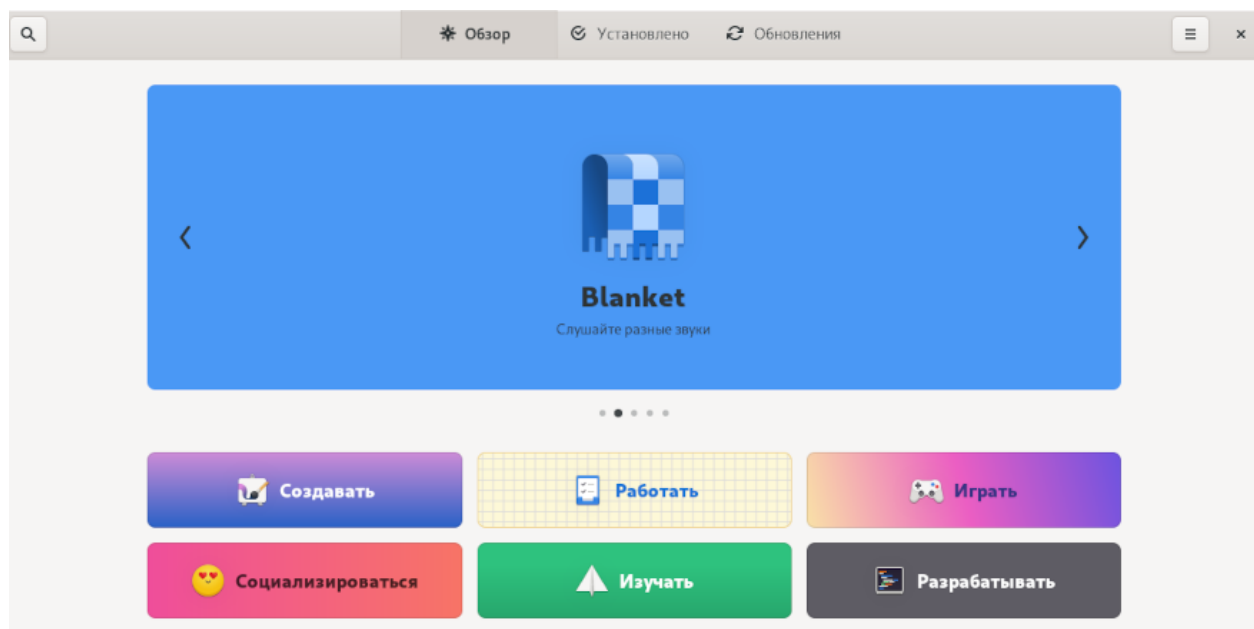 Обзор
Установлено
Обновления
Blanket
Слушайте разные звуки
Создавать
Работать
Играть
Социализироваться
Изучать
Разрабатывать